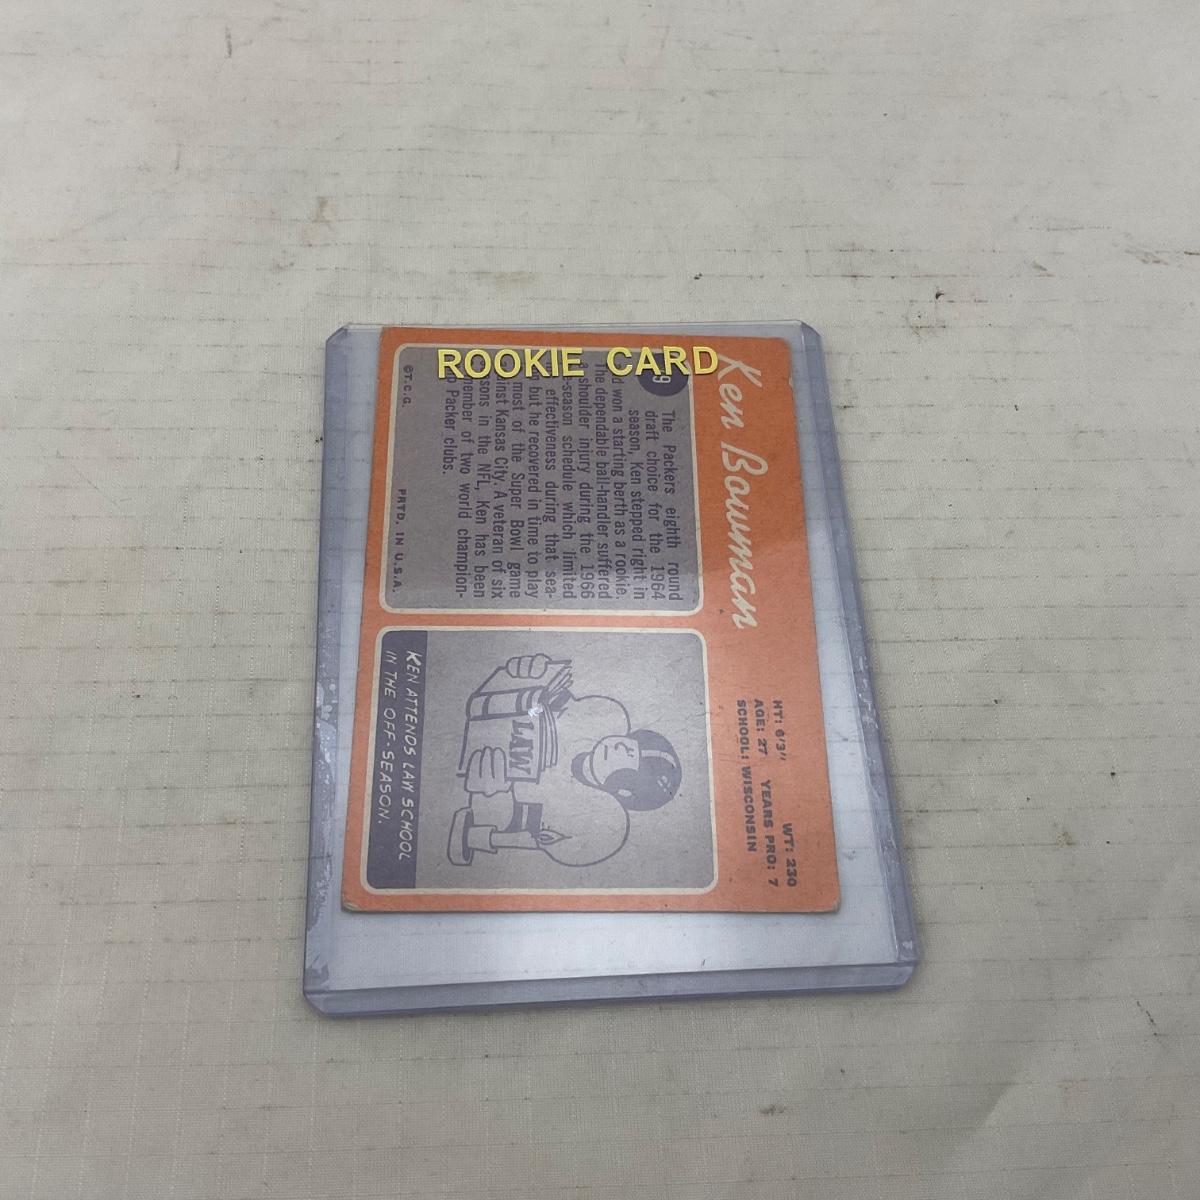 ROOKIE CARD
Ken Bowman
HT: 6'3" WT: 230
AGE: 27 YEARS PRO: 7
SCHOOL: WISCONSIN
9
The Packers eighth round
draft choice for the 1964
season, Ken stepped right in
d won a starting berth as a rookie.
The dependable ball-handler suffered
shoulder injury during the 1966
e-season schedule which limited
effectiveness during that sea-
but he recovered in time to play
most of the Super Bowl game
inst Kansas City. A veteran of six
sons in the NFL, Ken has been
member of two world champion-
p Packer clubs.
©T.C.G. PRTD. IN U.S.A.
LAW
KEN ATTENDS LAW SCHOOL
IN THE OFF-SEASON.